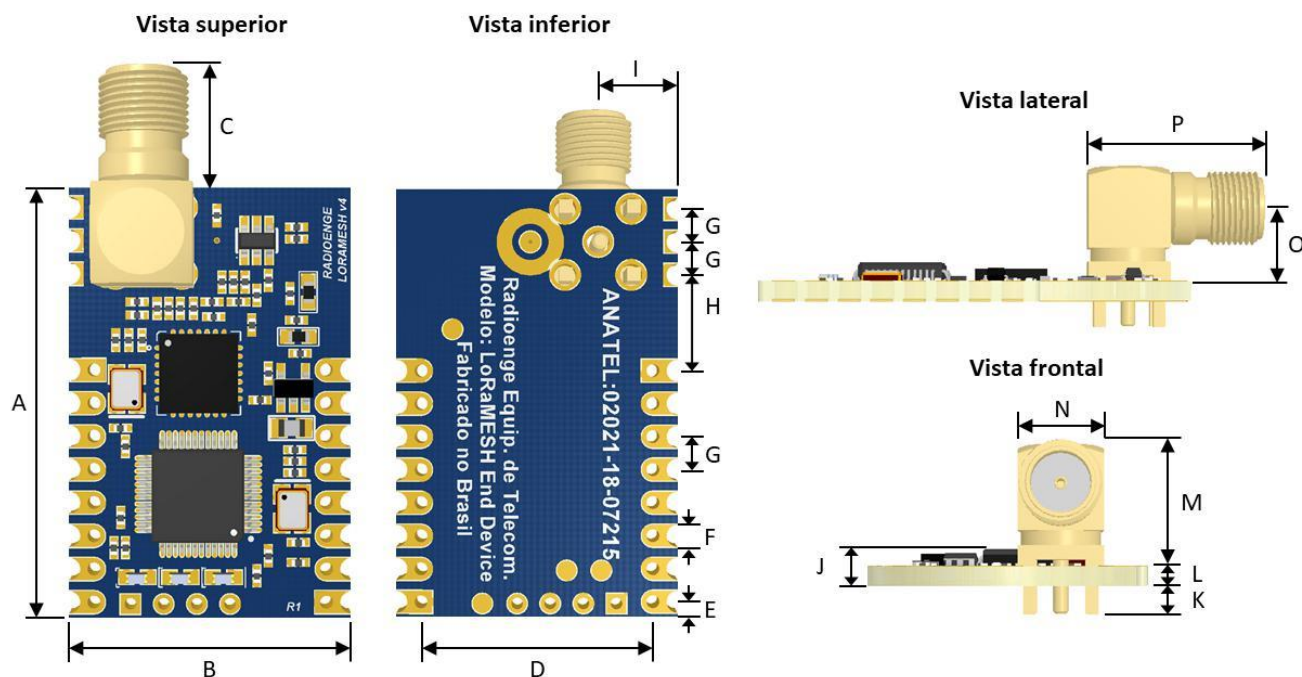 Vista superior
Vista inferior
Vista lateral
Vista frontal
C
I
P
RADIOENGE
LORAMESH v4
G
G
O
H
Radioenge Equip. de Telecom.
Modelo: LoRaMESH End Device
Fabricado no Brasil
ANATEL:02021-18-07215
A
N
G
M
F
J
L
K
R1
E
B
D